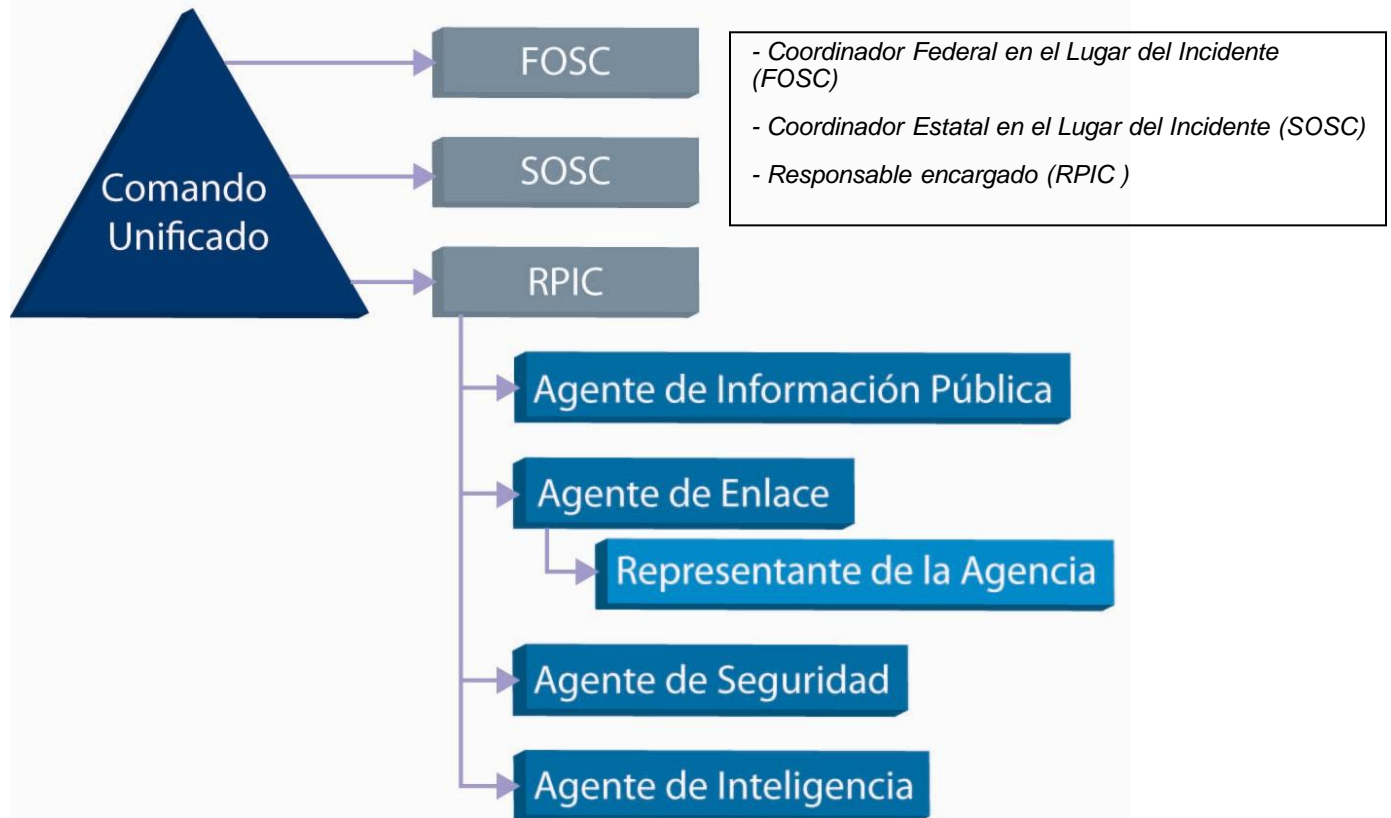 FOSC
- Coordinador Federal en el Lugar del Incidente
(FOSC)
SOSC
- Coordinador Estatal en el Lugar del Incidente (SOSC)
- Responsable encargado (RPIC )
Comando
Unificado
RPIC
Agente de Información Pública
Agente de Enlace
Representante de la Agencia
Agente de Seguridad
Agente de Inteligencia